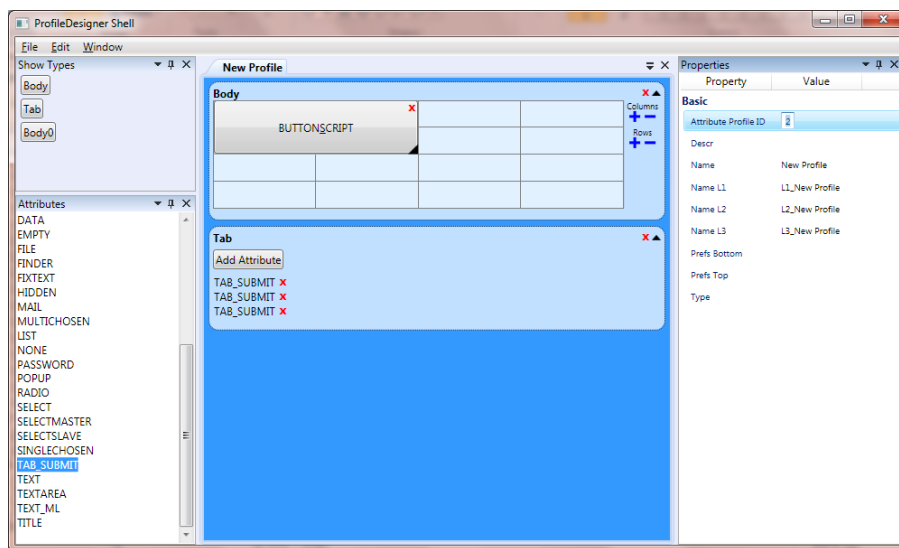 ProfileDesigner Shell
File Edit Window
Show Types
Body
Tab
Body0
Attributes
DATA
EMPTY
FILE
FINDER
FIXTEXT
HIDDEN
MAIL
MULTICHOSEN
LIST
NONE
PASSWORD
POPUP
RADIO
SELECT
SELECTMASTER
SELECTSLAVE
SINGLECHOSEN
TAB_SUBMIT
TEXT
TEXTAREA
TEXT_ML
TITLE
New Profile
Body
BUTTONSCRIPT
Columns
Rows
Tab
Add Attribute
TAB_SUBMIT x
TAB_SUBMIT x
TAB_SUBMIT x
Properties
Property Value
Basic
Attribute Profile ID 2
Descr
Name New Profile
Name L1 L1_New Profile
Name L2 L2_New Profile
Name L3 L3_New Profile
Prefs Bottom
Prefs Top
Type